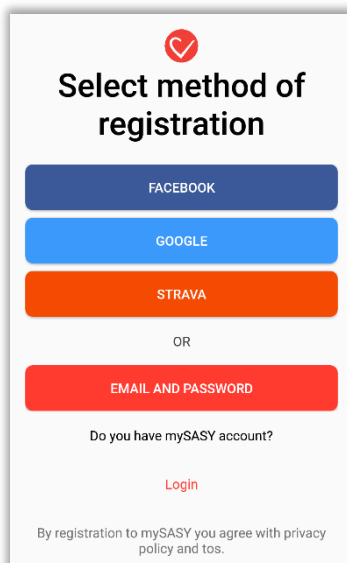 Select method of
registration
FACEBOOK
GOOGLE
STRAVA
OR
EMAIL AND PASSWORD
Do you have mySASY account?
Login
By registration to mySASY you agree with privacy
policy and tos.